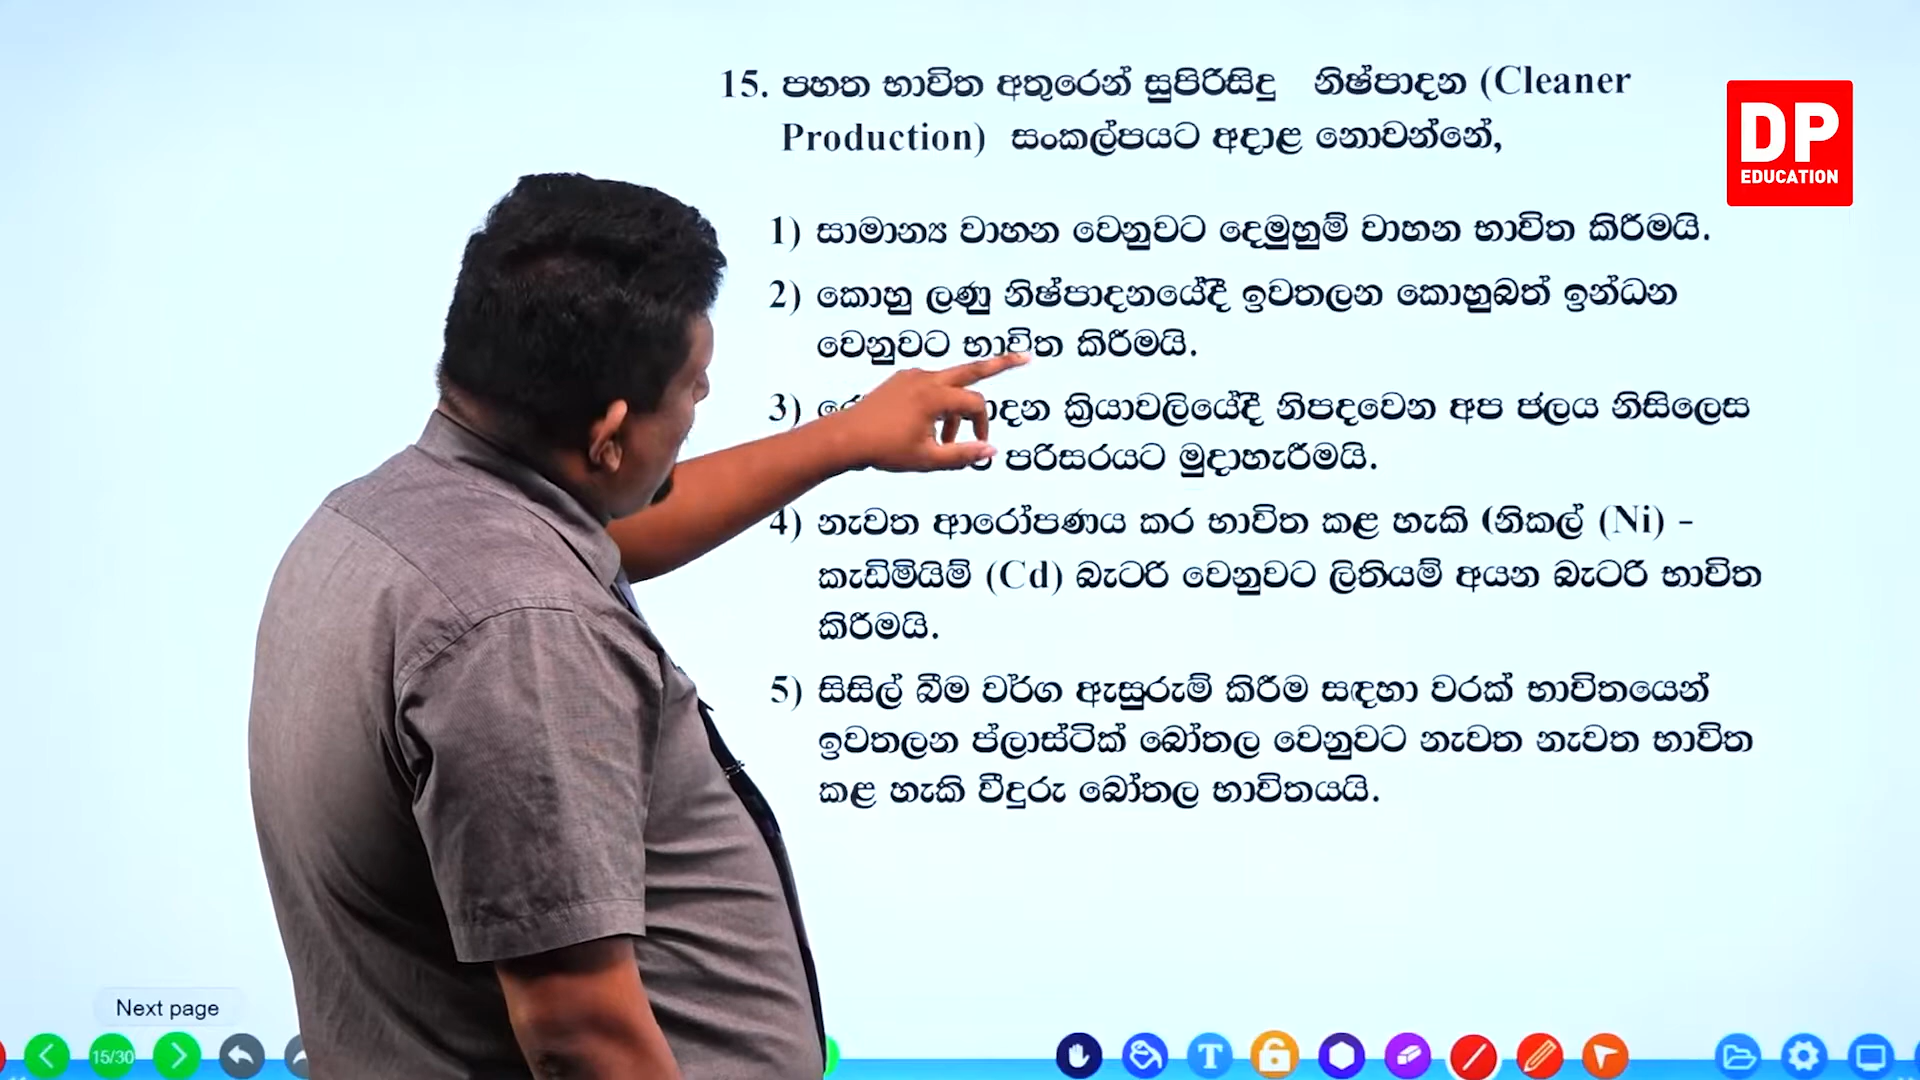 15. පහත භාවිත අතුරෙන් සුපිරිසිදු නිෂ්පාදන (Cleaner
Production) සංකල්පයට අදාළ නොවන්නේ,
DP
EDUCATION
1) සාමාන්‍ය වාහන වෙනුවට දෙමුහුම් වාහන භාවිත කිරීමයි.
2) කොහු ලණු නිෂ්පාදනයේදී ඉවතලන කොහුබත් ඉන්ධන
වෙනුවට භාවිත කිරීමයි.
3) ක්‍රියාවලියේදී නිපදවෙන අප ජලය නිසිලෙස
පරිසරයට මුදාහැරීමයි.
4) නැවත ආරෝපණය කර භාවිත කළ හැකි (නිකල් (Ni) -
කැඩ්මියිම් (Cd) බැටරි වෙනුවට ලිතියම් අයන බැටරි භාවිත
කිරීමයි.
5) සිසිල් බීම වර්ග ඇසුරුම් කිරීම සඳහා වරක් භාවිතයෙන්
ඉවතලන ප්ලාස්ටික් බෝතල වෙනුවට නැවත නැවත භාවිත
කළ හැකි වීදුරු බෝතල භාවිතයයි.
Next page
15/30